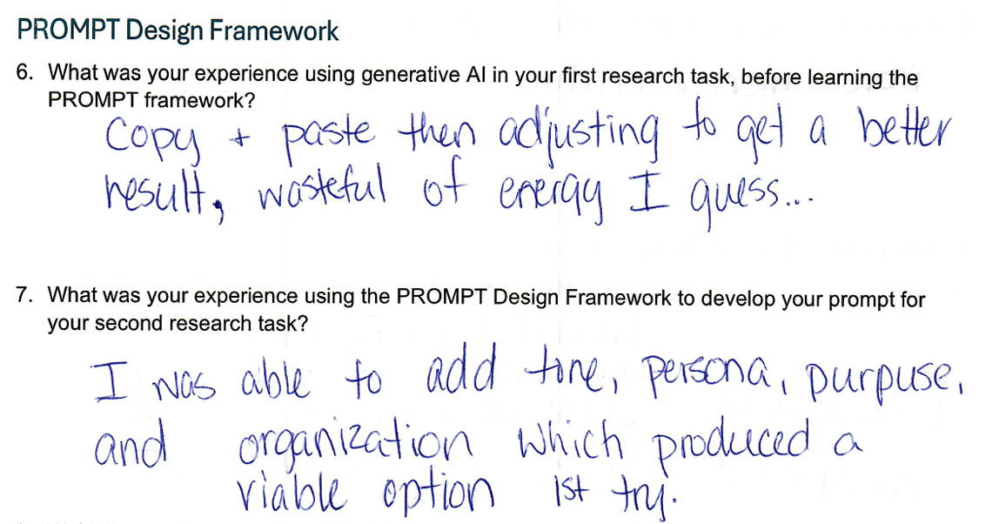 PROMPT Design Framework
6. What was your experience using generative AI in your first research task, before learning the
PROMPT framework?
Copy + paste then adjusting to get a better
result, wasteful of energy I guess...
7. What was your experience using the PROMPT Design Framework to develop your prompt for
your second research task?
I was able to add tone, persona, purpuse,
and organization which produced a
viable option 1st try.